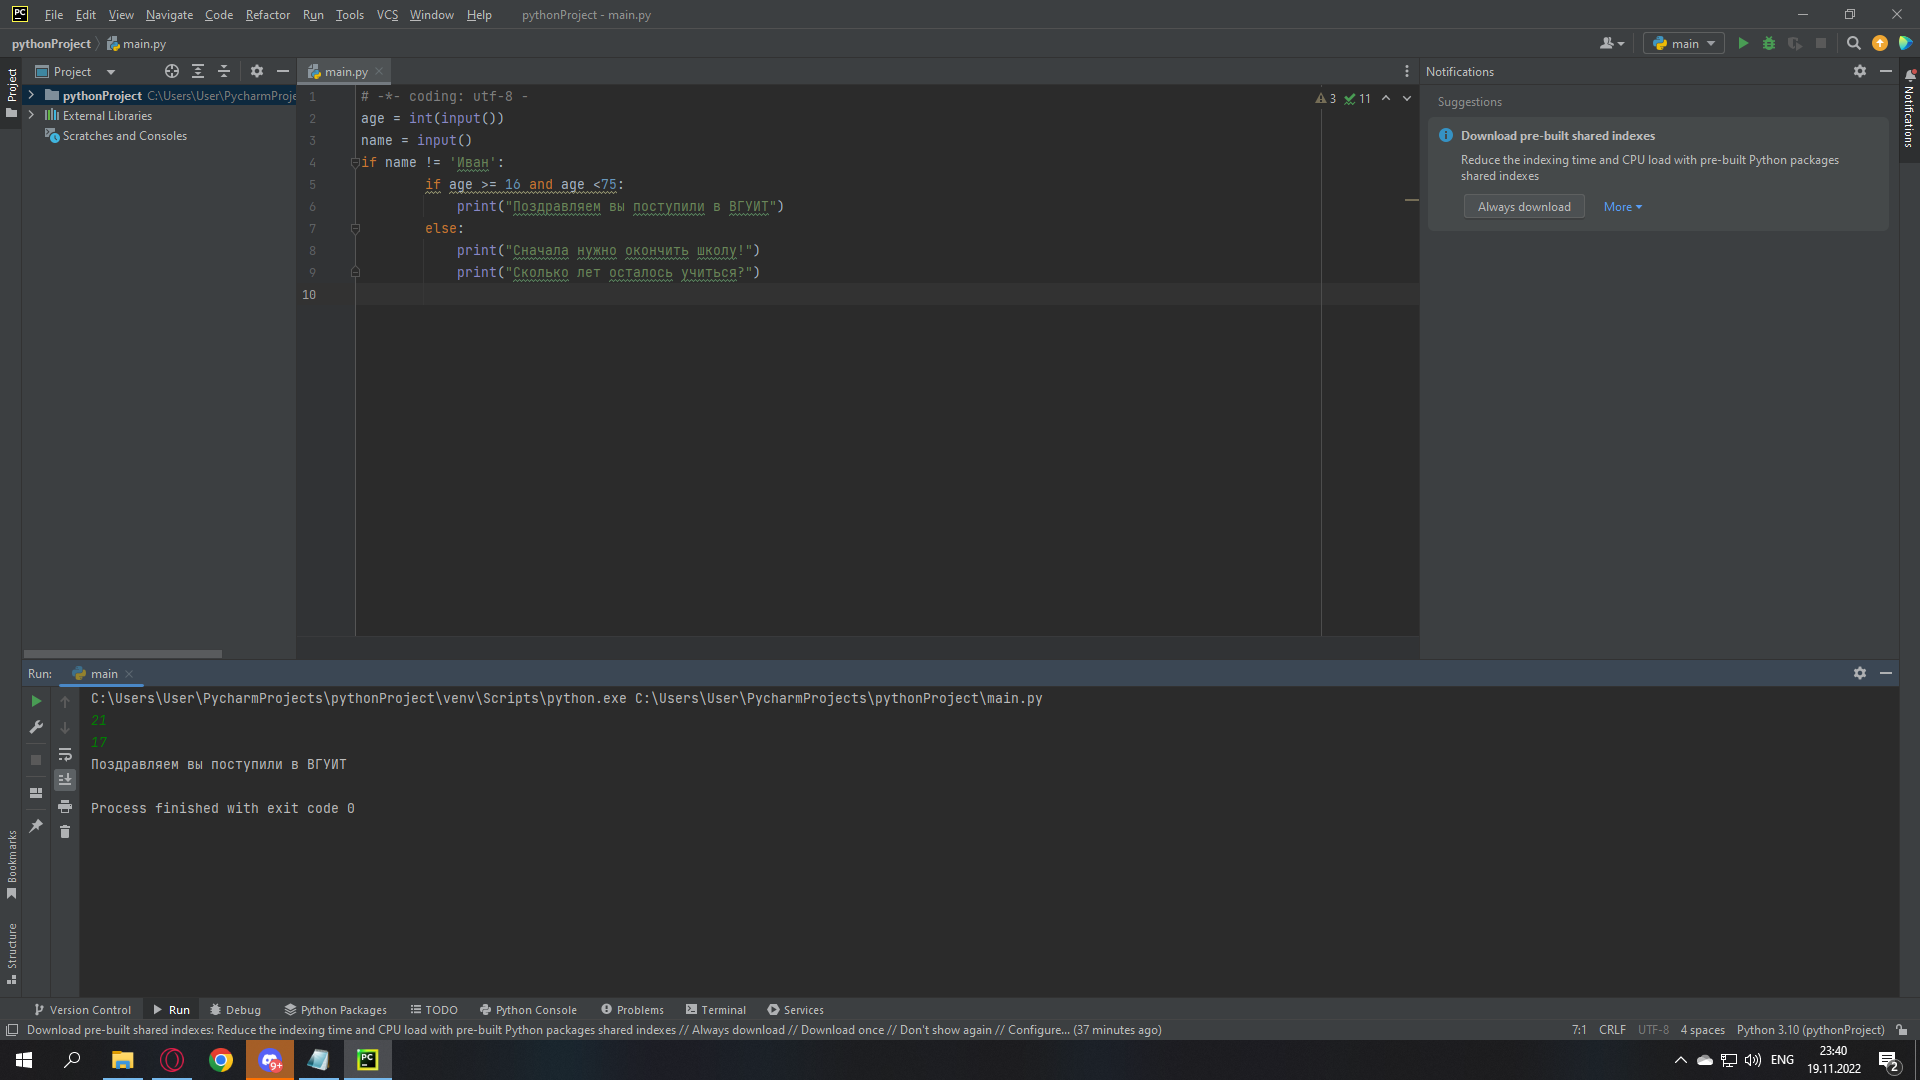 PC File Edit View Navigate Code Refactor Run Tools VCS Window Help pythonProject - main.py
pythonProject main.py main
Project main.py Notifications
Project
pythonProject C:\Users\User\PycharmProje
External Libraries
Scratches and Consoles
1 # -*- coding: utf-8 -
2 age = int(input())
3 name = input()
4 if name != 'Иван':
5 if age >= 16 and age <75:
6 print("Поздравляем вы поступили в ВГУИТ")
7 else:
8 print("Сначала нужно окончить школу!")
9 print("Сколько лет осталось учиться?")
10
3 11
Suggestions
Download pre-built shared indexes
Reduce the indexing time and CPU load with pre-built Python packages
shared indexes
Always download More
Notifications
Run: main
C:\Users\User\PycharmProjects\pythonProject\venv\Scripts\python.exe C:\Users\User\PycharmProjects\pythonProject\main.py
21
17
Поздравляем вы поступили в ВГУИТ
Process finished with exit code 0
Bookmarks
Structure
Version Control Run Debug Python Packages TODO Python Console Problems Terminal Services
Download pre-built shared indexes: Reduce the indexing time and CPU load with pre-built Python packages shared indexes // Always download // Download once // Don't show again // Configure... (37 minutes ago) 7:1 CRLF UTF-8 4 spaces Python 3.10 (pythonProject)
9+ PC ENG 23:40
19.11.2022 2